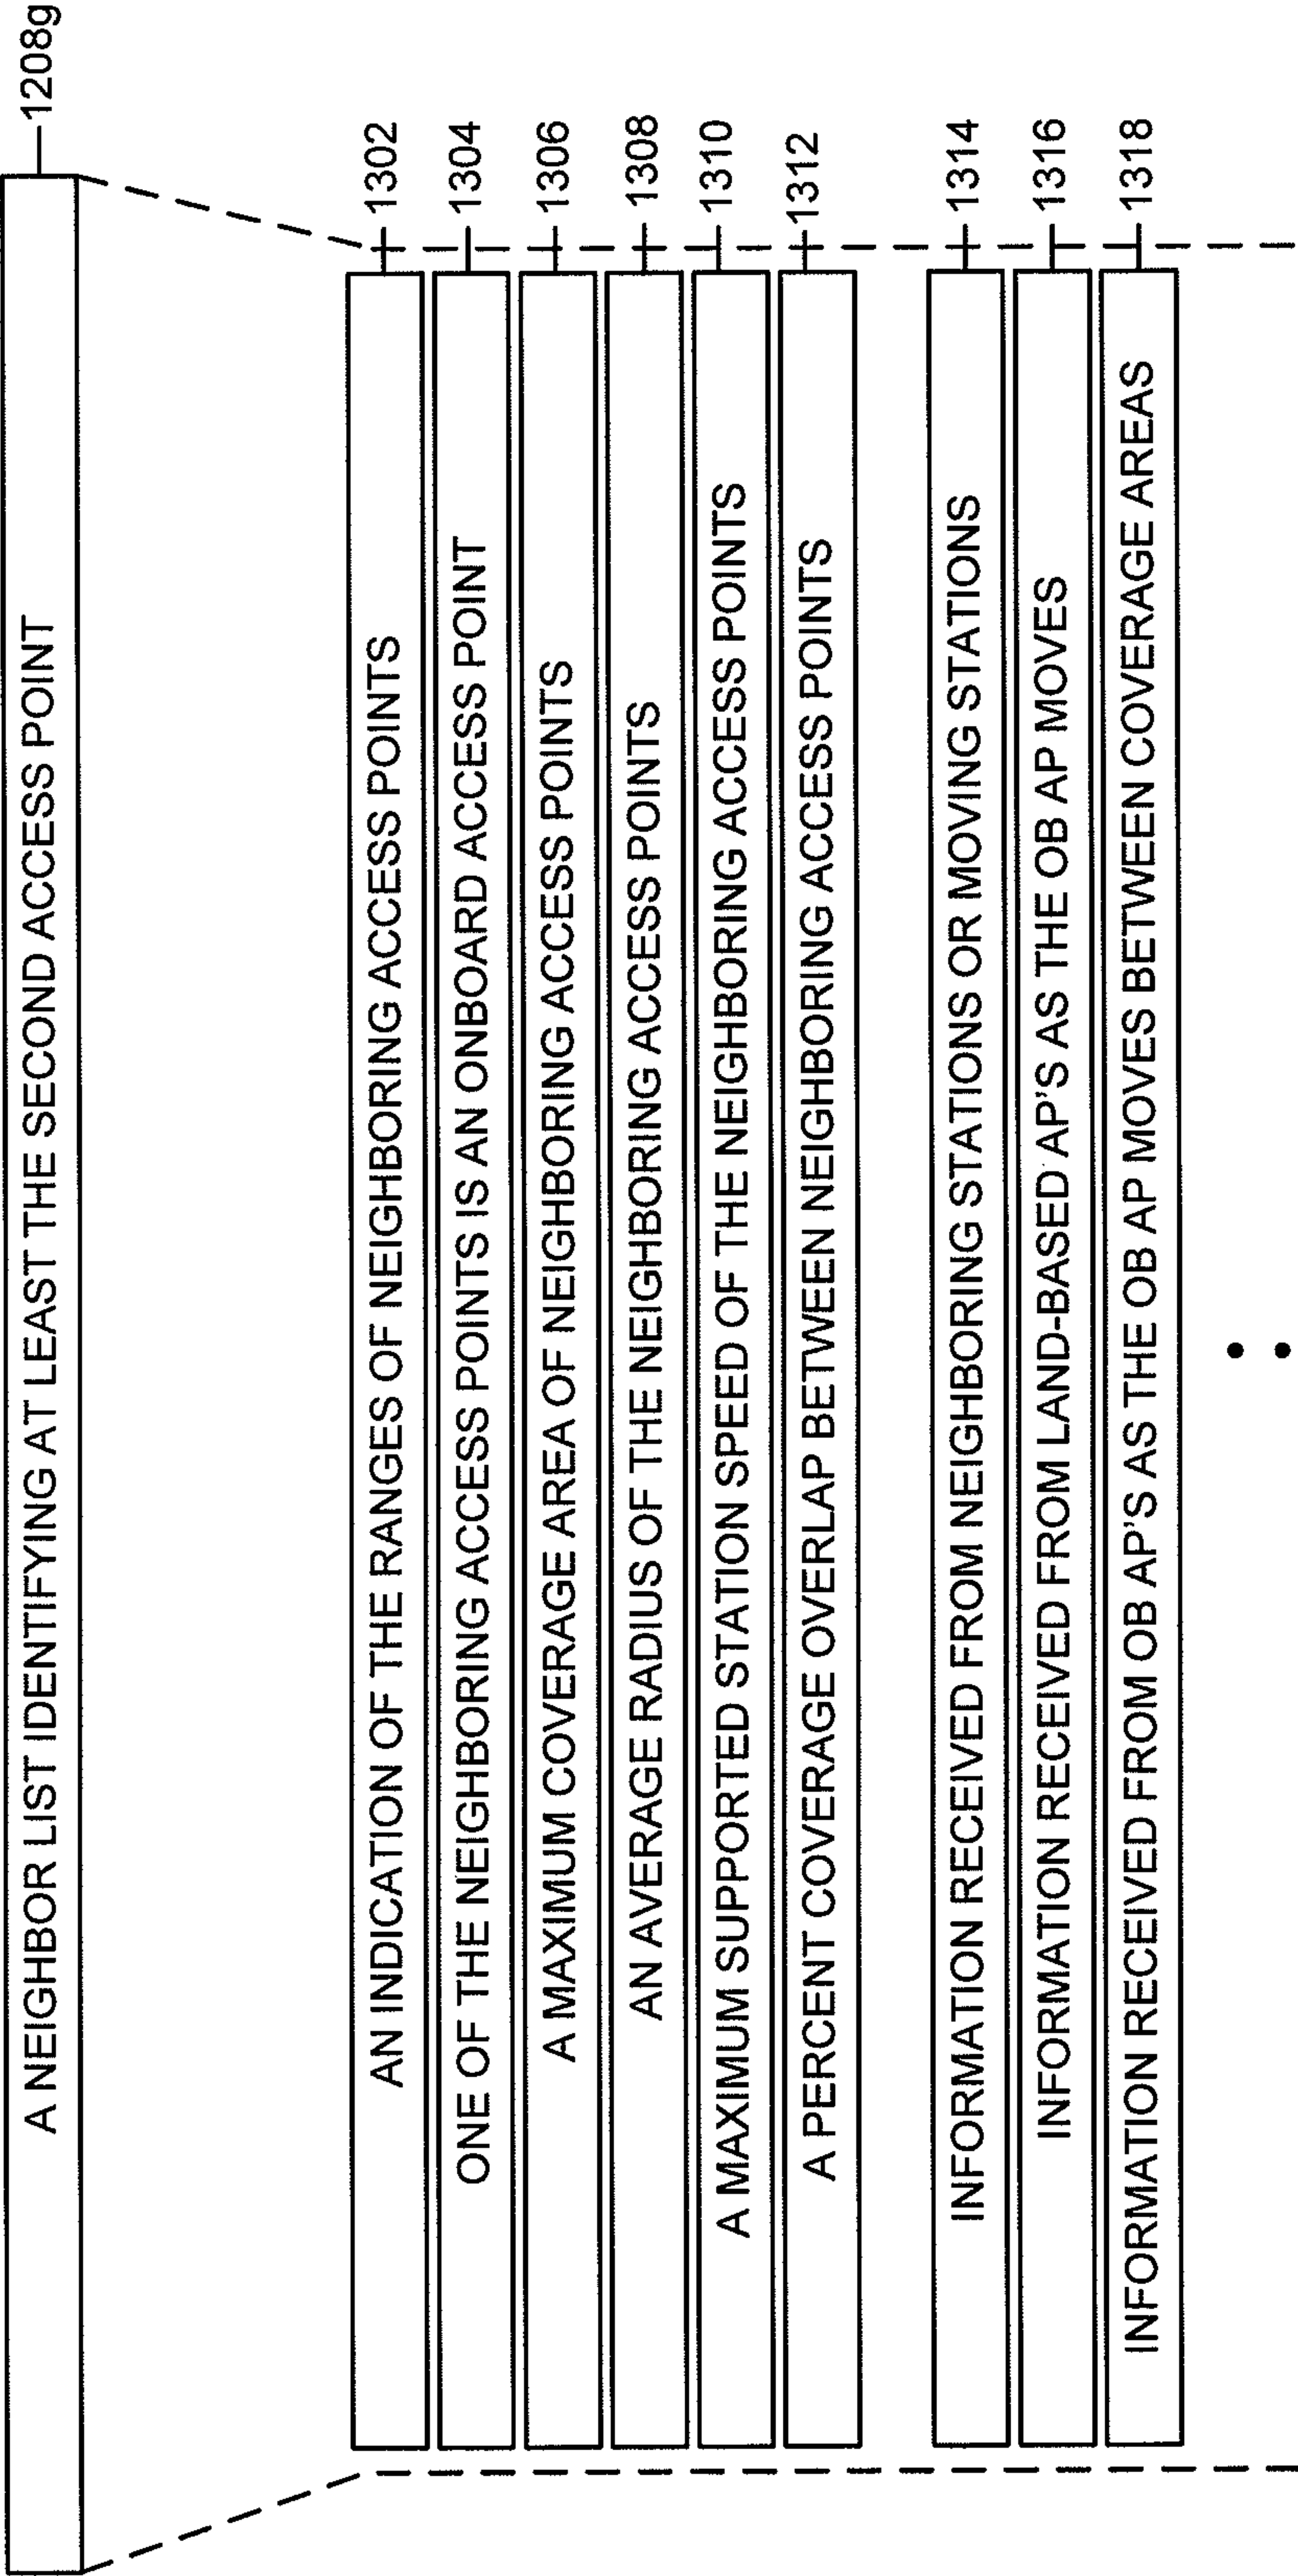 A NEIGHBOR LIST IDENTIFYING AT LEAST THE SECOND ACCESS POINT 1208g
AN INDICATION OF THE RANGES OF NEIGHBORING ACCESS POINTS 1302
ONE OF THE NEIGHBORING ACCESS POINTS IS AN ONBOARD ACCESS POINT 1304
A MAXIMUM COVERAGE AREA OF NEIGHBORING ACCESS POINTS 1306
AN AVERAGE RADIUS OF THE NEIGHBORING ACCESS POINTS 1308
A MAXIMUM SUPPORTED STATION SPEED OF THE NEIGHBORING ACCESS POINTS 1310
A PERCENT COVERAGE OVERLAP BETWEEN NEIGHBORING ACCESS POINTS 1312
INFORMATION RECEIVED FROM NEIGHBORING STATIONS OR MOVING STATIONS 1314
INFORMATION RECEIVED FROM LAND-BASED AP'S AS THE OB AP MOVES 1316
INFORMATION RECEIVED FROM OB AP'S AS THE OB AP MOVES BETWEEN COVERAGE AREAS 1318